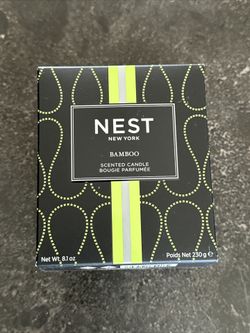 NEST
NEW YORK
BAMBOO
SCENTED CANDLE
BOUGIE PARFUMÉE
Net Wt. 8.1 oz
Poids Net 230 g ℮